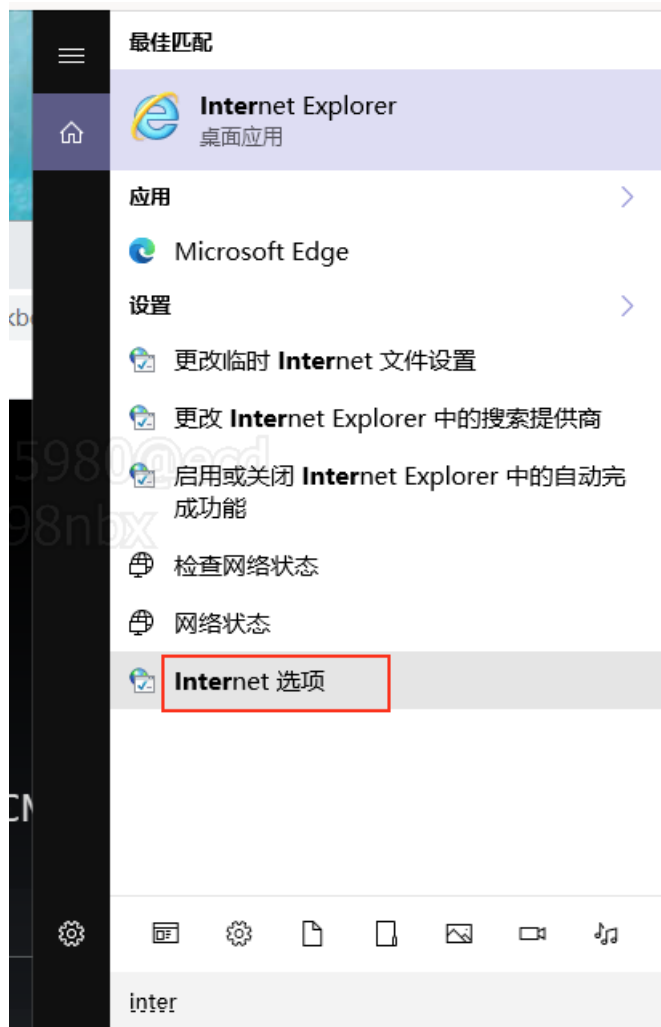 最佳匹配
Internet Explorer
桌面应用
应用
Microsoft Edge
设置
更改临时 Internet 文件设置
更改 Internet Explorer 中的搜索提供商
启用或关闭 Internet Explorer 中的自动完
成功能
检查网络状态
网络状态
Internet 选项
inter